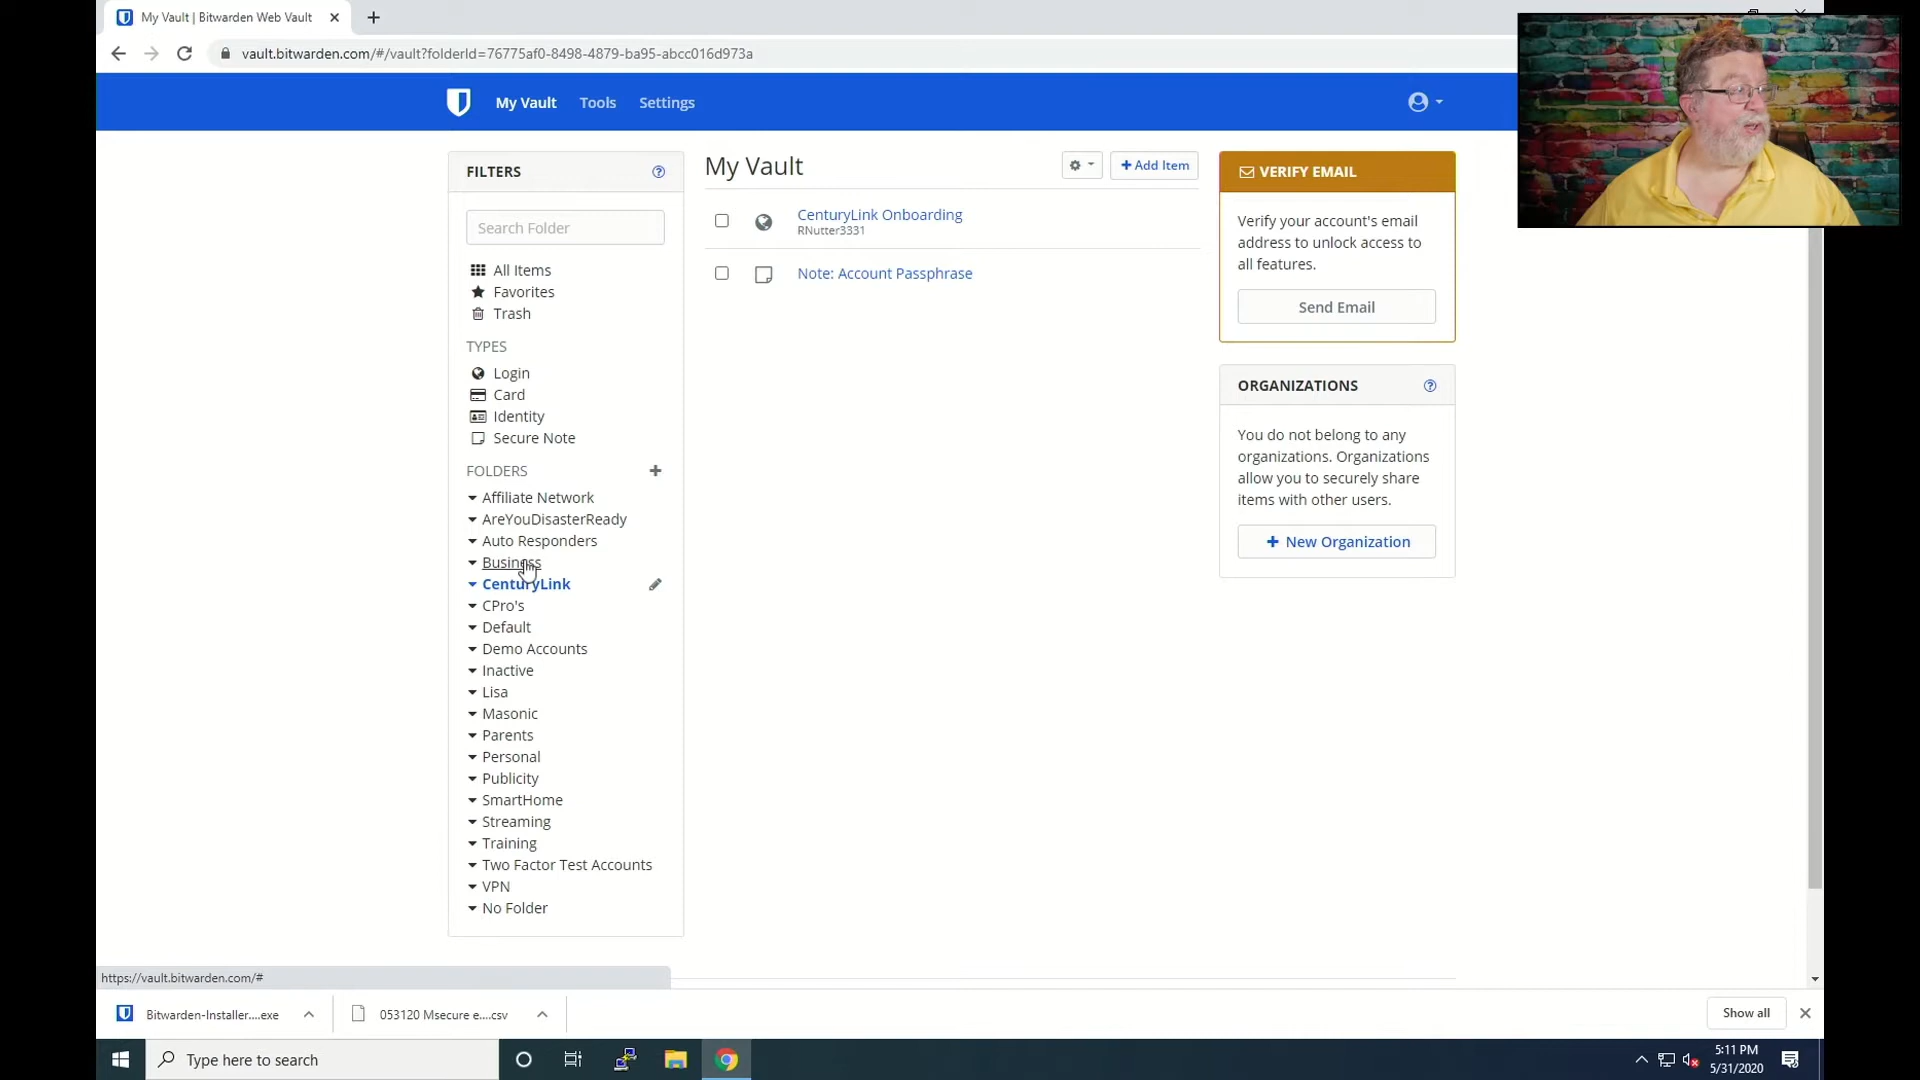 My Vault | Bitwarden Web Vault
vault.bitwarden.com/#/vault?folderId=76775af0-8498-4879-ba95-abcc016d973a
My Vault
Tools
Settings
FILTERS
Search Folder
All Items
Favorites
Trash
TYPES
Login
Card
Identity
Secure Note
FOLDERS
Affiliate Network
AreYouDisasterReady
Auto Responders
Business
CenturyLink
CPro's
Default
Demo Accounts
Inactive
Lisa
Masonic
Parents
Personal
Publicity
SmartHome
Streaming
Training
Two Factor Test Accounts
VPN
No Folder
My Vault
+ Add Item
CenturyLink Onboarding
RNutter3331
Note: Account Passphrase
VERIFY EMAIL
Verify your account's email
address to unlock access to
all features.
Send Email
ORGANIZATIONS
You do not belong to any
organizations. Organizations
allow you to securely share
items with other users.
+ New Organization
https://vault.bitwarden.com/#
Bitwarden-Installer....exe
053120 Msecure e....csv
Show all
Type here to search
5:11 PM
5/31/2020